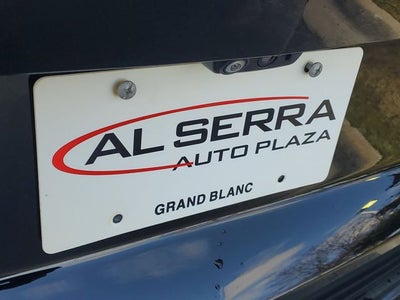 AL SERRA
AUTO PLAZA
GRAND BLANC